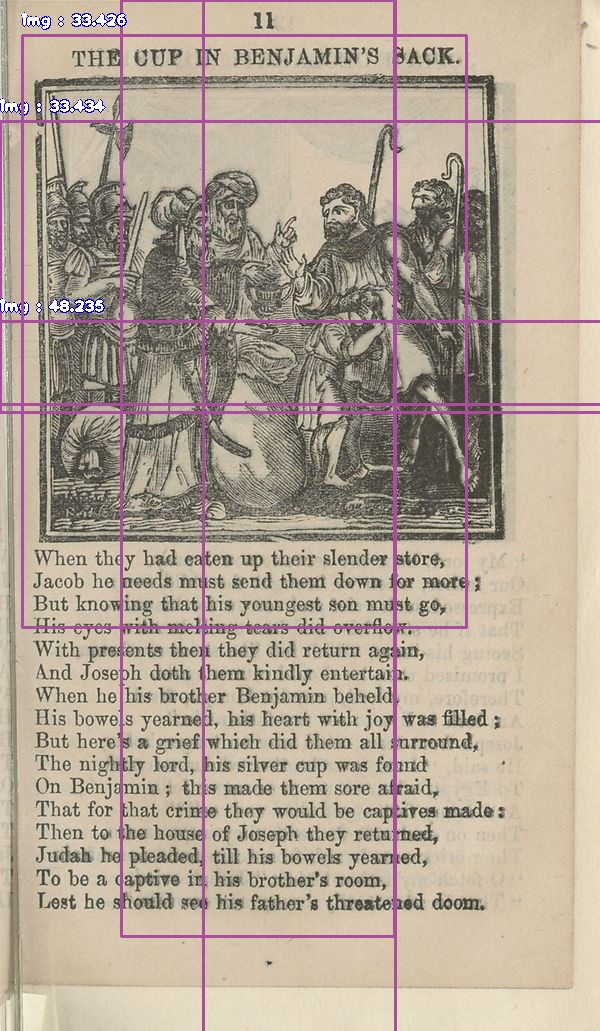 Img : 33.426
11
THE CUP IN BENJAMIN'S SACK.
Img : 33.434
Img : 48.235
When they had eaten up their slender store,
Jacob he needs must send them down for more;
But knowing that his youngest son must go,
His eyes with melting tears did overflow.
With presents then they did return again,
And Joseph doth them kindly entertain.
When he his brother Benjamin beheld,
His bowels yearned, his heart with joy was filled;
But here's a grief which did them all surround,
The nightly lord, his silver cup was found
On Benjamin; this made them sore afraid,
That for that crime they would be captives made:
Then to the house of Joseph they returned,
Judah he pleaded, till his bowels yearned,
To be a captive in his brother's room,
Lest he should see his father's threatened doom.